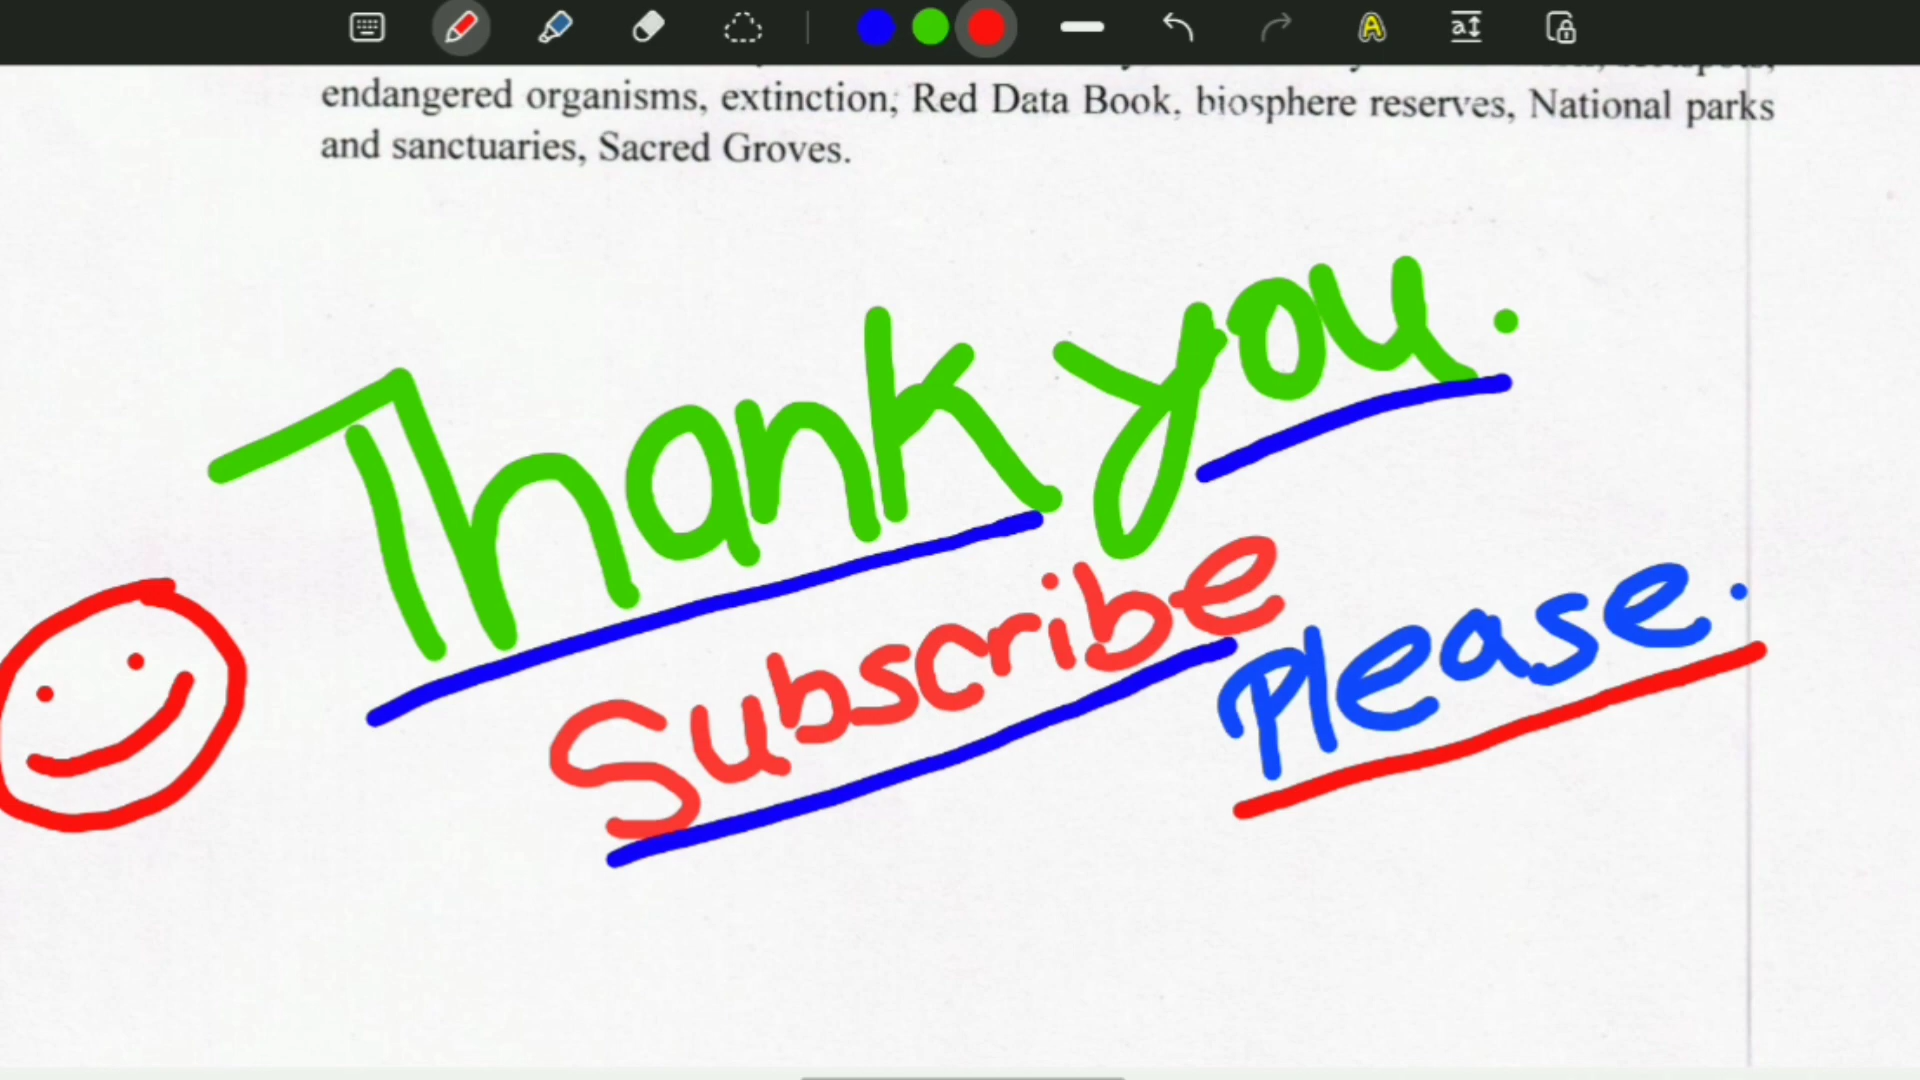 endangered organisms, extinction, Red Data Book, biosphere reserves, National parks
and sanctuaries, Sacred Groves.
Thank you.
Subscribe
Please.